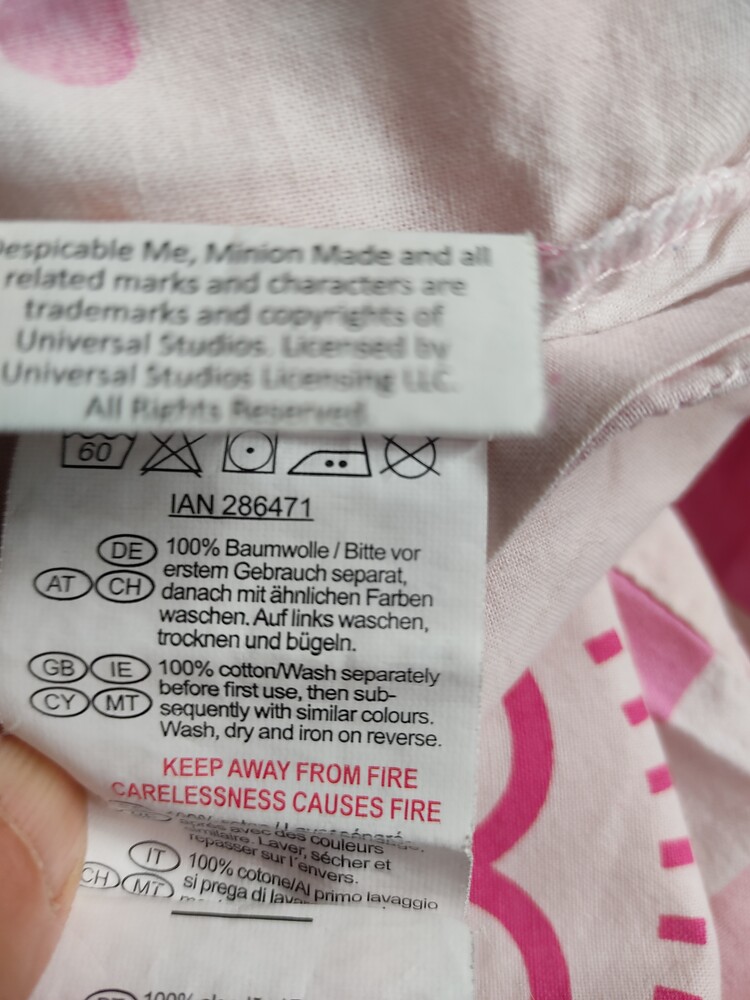 Despicable Me, Minion Made and all
related marks and characters are
trademarks and copyrights of
Universal Studios. Licensed by
Universal Studios Licensing LLC.
All Rights Reserved.
60
IAN 286471
DE 100% Baumwolle / Bitte vor
erstem Gebrauch separat,
AT CH danach mit ähnlichen Farben
waschen. Auf links waschen,
trocknen und bügeln.
GB IE 100% cotton/Wash separately
before first use, then sub-
CY MT sequently with similar colours.
Wash, dry and iron on reverse.
KEEP AWAY FROM FIRE
CARELESSNESS CAUSES FIRE
après avec des couleurs
similaire. Laver, sécher et
repasser sur l'envers.
IT 100% cotone/Al primo lavaggio
CH MT si prega di
100%